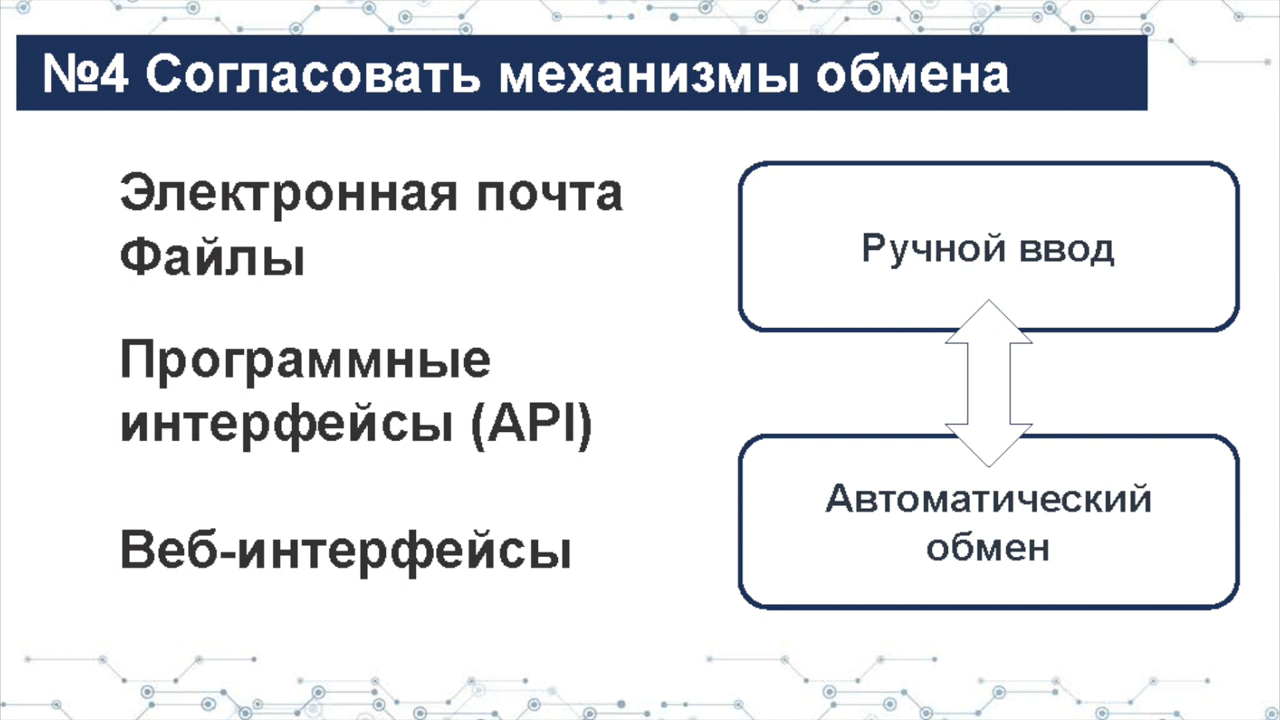 №4 Согласовать механизмы обмена
Электронная почта
Файлы
Программные
интерфейсы (API)
Веб-интерфейсы
Ручной ввод
Автоматический
обмен